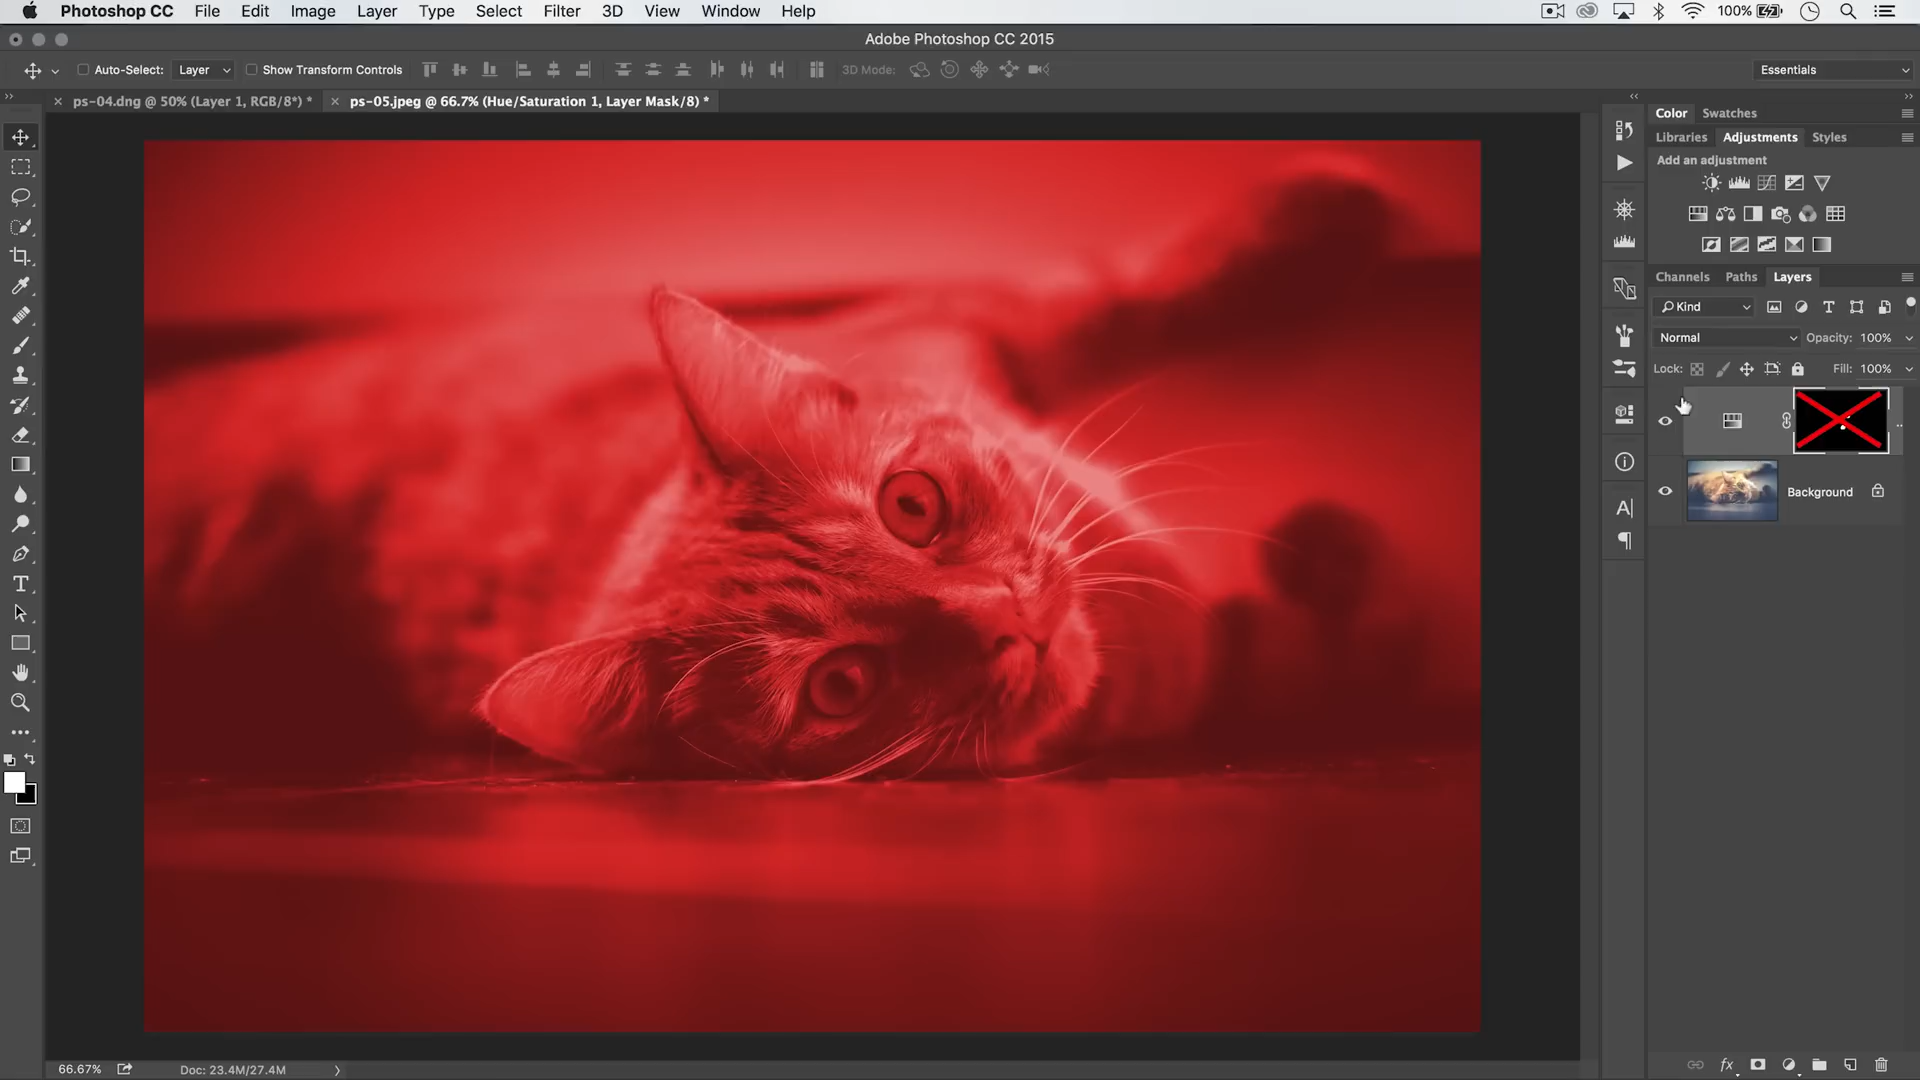 Photoshop CC File Edit Image Layer Type Select Filter 3D View Window Help 100%
Adobe Photoshop CC 2015
Auto-Select: Layer Show Transform Controls 3D Mode: Essentials
ps-04.dng @ 50% (Layer 1, RGB/8*) * ps-05.jpeg @ 66.7% (Hue/Saturation 1, Layer Mask/8) *
Color Swatches
Libraries Adjustments Styles
Add an adjustment
Channels Paths Layers
Kind
Normal Opacity: 100%
Lock: Fill: 100%
Background
fx
66.67% Doc: 23.4M/27.4M